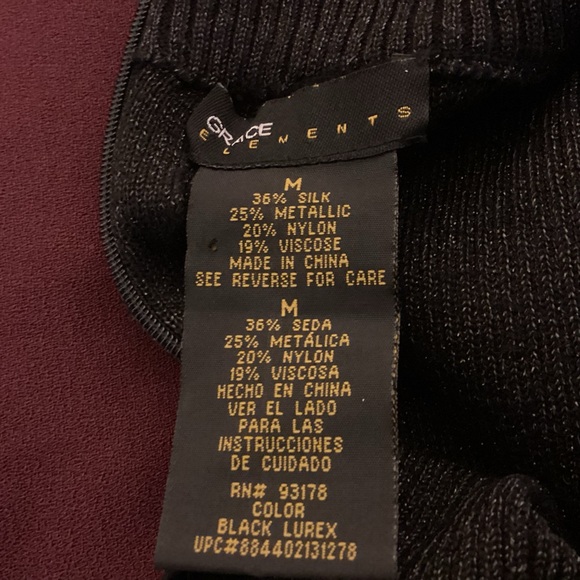 GRACE
ELEMENTS
M
36% SILK
25% METALLIC
20% NYLON
19% VISCOSE
MADE IN CHINA
SEE REVERSE FOR CARE
M
36% SEDA
25% METÁLICA
20% NYLON
19% VISCOSA
HECHO EN CHINA
VER EL LADO
PARA LAS
INSTRUCCIONES
DE CUIDADO
RN# 93178
COLOR
BLACK LUREX
UPC#884402131278